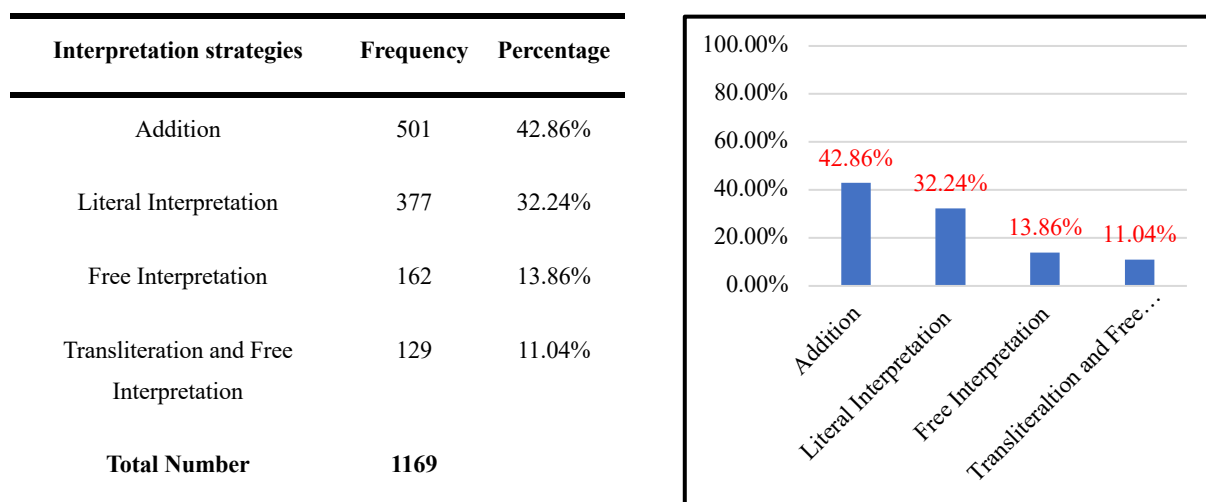 Interpretation strategies Frequency Percentage
Addition 501 42.86%
Literal Interpretation 377 32.24%
Free Interpretation 162 13.86%
Transliteration and Free 129 11.04%
Interpretation
Total Number 1169
100.00%
80.00%
60.00%
40.00%
20.00%
0.00%
42.86%
32.24%
13.86%
11.04%
Addition
Literal Interpretation
Free Interpretation
Transliteraltion and Free…